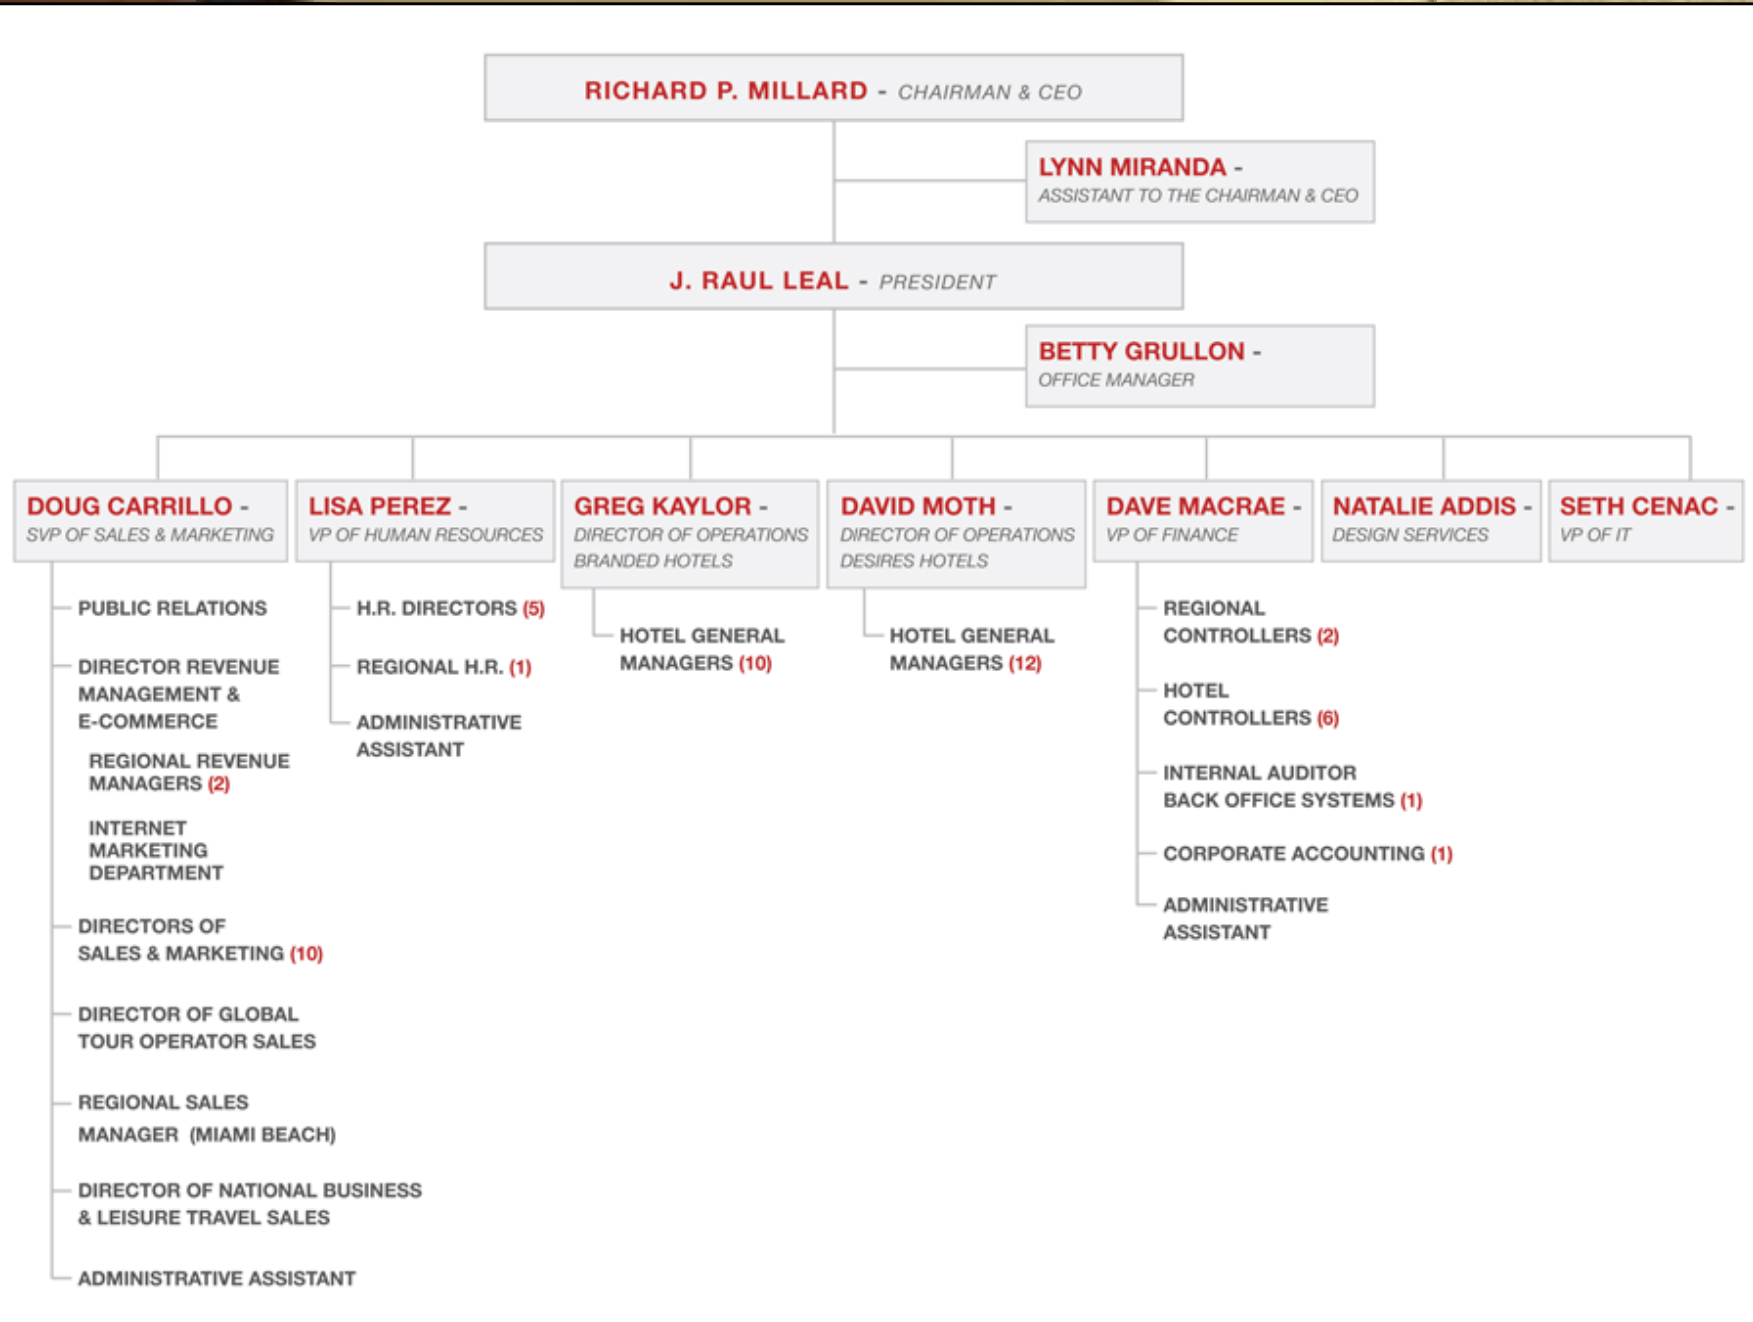 RICHARD P. MILLARD - CHAIRMAN & CEO
LYNN MIRANDA -
ASSISTANT TO THE CHAIRMAN & CEO
J. RAUL LEAL - PRESIDENT
BETTY GRULLON -
OFFICE MANAGER
DOUG CARRILLO -
SVP OF SALES & MARKETING
PUBLIC RELATIONS
DIRECTOR REVENUE
MANAGEMENT &
E-COMMERCE
REGIONAL REVENUE
MANAGERS (2)
INTERNET
MARKETING
DEPARTMENT
DIRECTORS OF
SALES & MARKETING (10)
DIRECTOR OF GLOBAL
TOUR OPERATOR SALES
REGIONAL SALES
MANAGER (MIAMI BEACH)
DIRECTOR OF NATIONAL BUSINESS
& LEISURE TRAVEL SALES
ADMINISTRATIVE ASSISTANT
LISA PEREZ -
VP OF HUMAN RESOURCES
H.R. DIRECTORS (5)
REGIONAL H.R. (1)
ADMINISTRATIVE
ASSISTANT
GREG KAYLOR -
DIRECTOR OF OPERATIONS
BRANDED HOTELS
HOTEL GENERAL
MANAGERS (10)
DAVID MOTH -
DIRECTOR OF OPERATIONS
DESIRES HOTELS
HOTEL GENERAL
MANAGERS (12)
DAVE MACRAE -
VP OF FINANCE
REGIONAL
CONTROLLERS (2)
HOTEL
CONTROLLERS (6)
INTERNAL AUDITOR
BACK OFFICE SYSTEMS (1)
CORPORATE ACCOUNTING (1)
ADMINISTRATIVE
ASSISTANT
NATALIE ADDIS -
DESIGN SERVICES
SETH CENAC -
VP OF IT